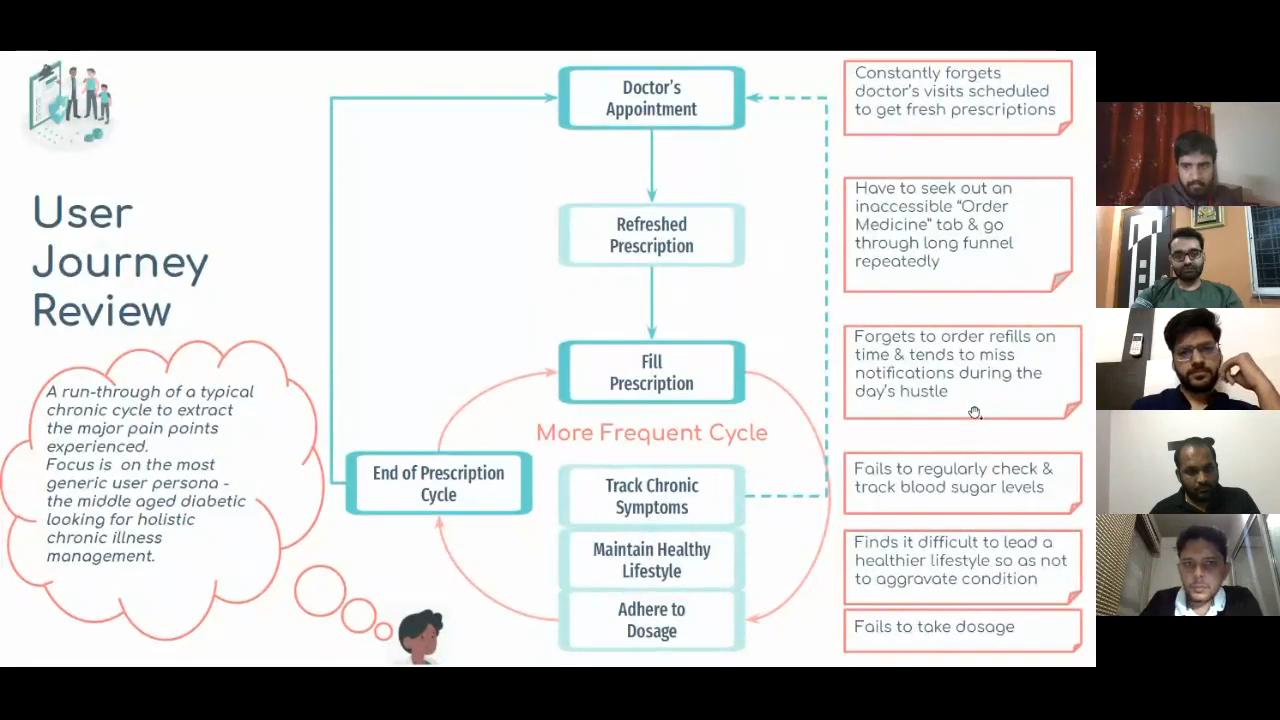 User
Journey
Review
A run-through of a typical
chronic cycle to extract
the major pain points
experienced.
Focus is on the most
generic user persona -
the middle aged diabetic
looking for holistic
chronic illness
management.
Doctor's
Appointment
Refreshed
Prescription
Fill
Prescription
More Frequent Cycle
End of Prescription
Cycle
Track Chronic
Symptoms
Maintain Healthy
Lifestyle
Adhere to
Dosage
Constantly forgets
doctor's visits scheduled
to get fresh prescriptions
Have to seek out an
inaccessible “Order
Medicine” tab & go
through long funnel
repeatedly
Forgets to order refills on
time & tends to miss
notifications during the
day's hustle
Fails to regularly check &
track blood sugar levels
Finds it difficult to lead a
healthier lifestyle so as not
to aggravate condition
Fails to take dosage